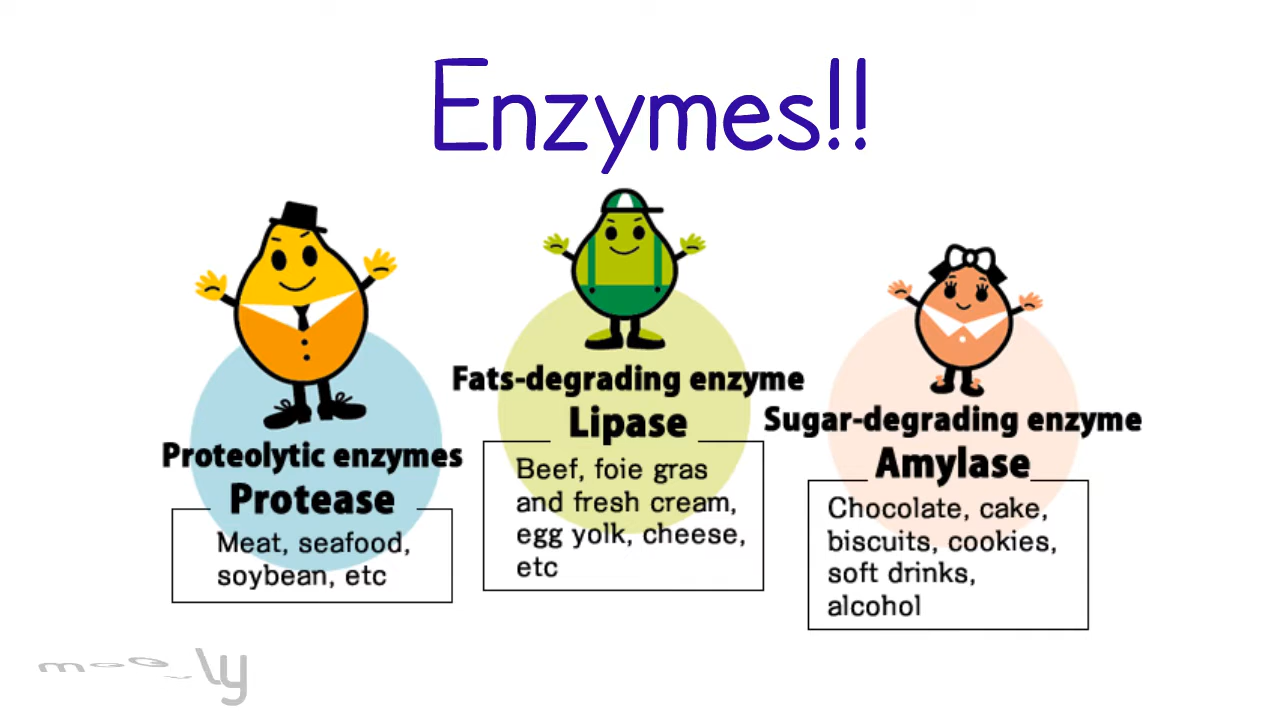 Enzymes!!
Proteolytic enzymes
Protease
Meat, seafood,
soybean, etc
Fats-degrading enzyme
Lipase
Beef, foie gras
and fresh cream,
egg yolk, cheese,
etc
Sugar-degrading enzyme
Amylase
Chocolate, cake,
biscuits, cookies,
soft drinks,
alcohol